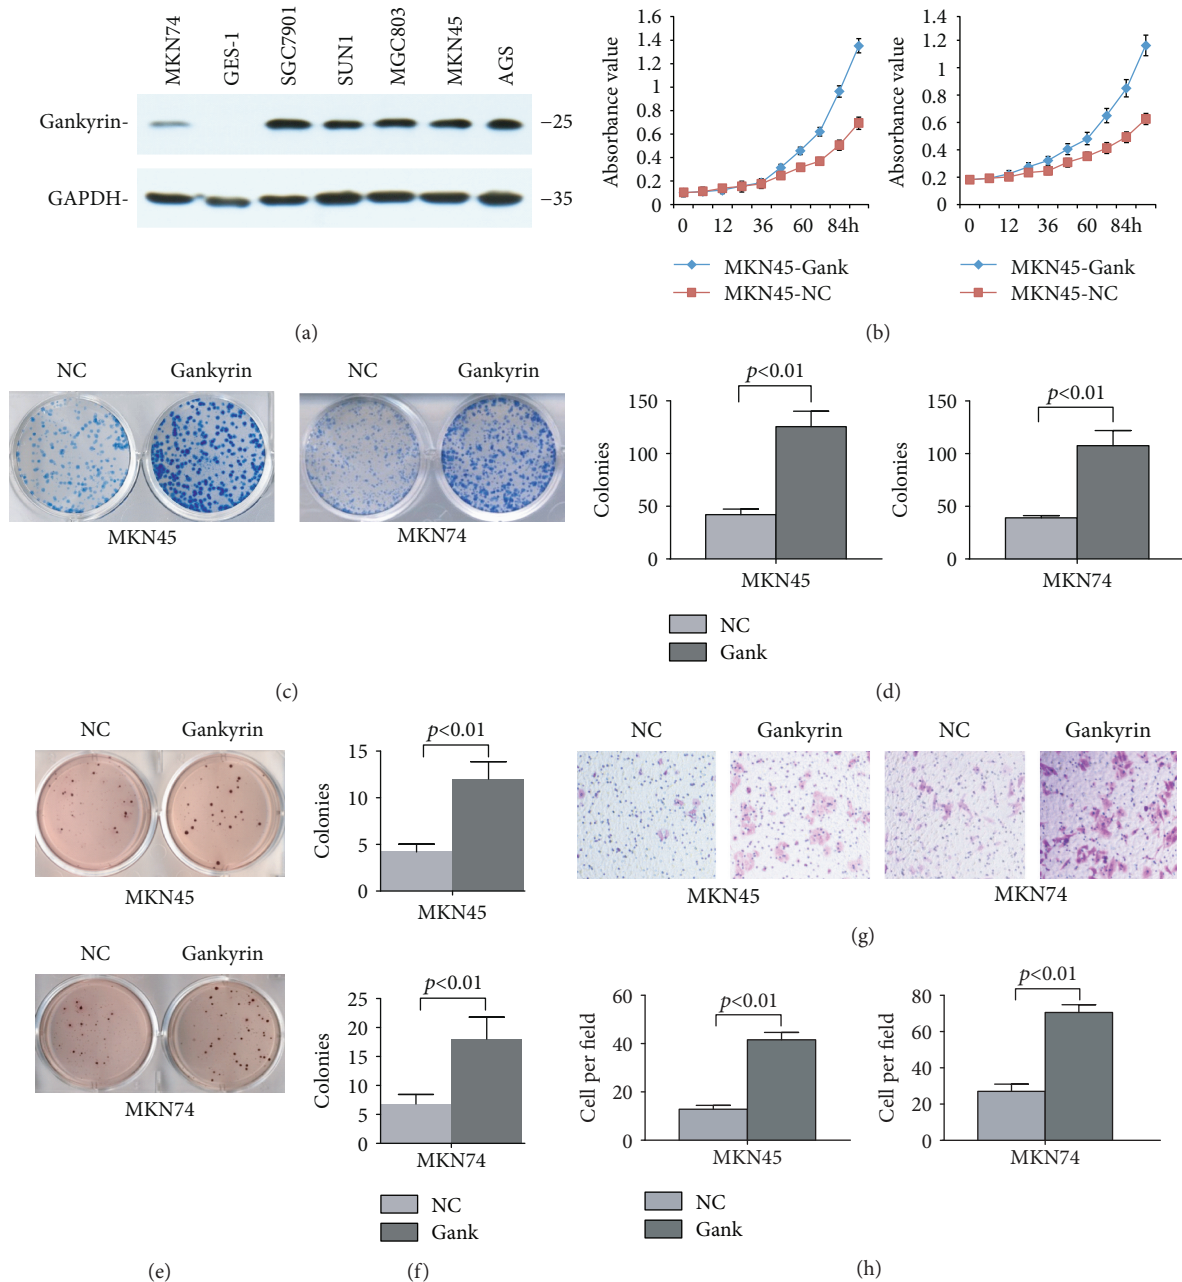 MKN74
GES-1
SGC7901
SUN1
MGC803
MKN45
AGS
Gankyrin-
–25
GAPDH-
–35
(a)
Absorbance value
1.6
1.4
1.2
1
0.8
0.6
0.4
0.2
0
0 12 36 60 84h
MKN45-Gank
MKN45-NC
Absorbance value
1.4
1.2
1
0.8
0.6
0.4
0.2
0
0 12 36 60 84h
MKN45-Gank
MKN45-NC
(b)
NC Gankyrin
MKN45
NC Gankyrin
MKN74
(c)
Colonies
150
100
50
0
p<0.01
MKN45
Colonies
150
100
50
0
p<0.01
MKN74
NC
Gank
(d)
NC Gankyrin
MKN45
NC Gankyrin
MKN74
(e)
Colonies
15
10
5
0
p<0.01
MKN45
Colonies
25
20
15
10
5
0
p<0.01
MKN74
NC
Gank
(f)
NC Gankyrin
MKN45
NC Gankyrin
MKN74
(g)
Cell per field
60
40
20
0
p<0.01
MKN45
Cell per field
80
60
40
20
0
p<0.01
MKN74
NC
Gank
(h)